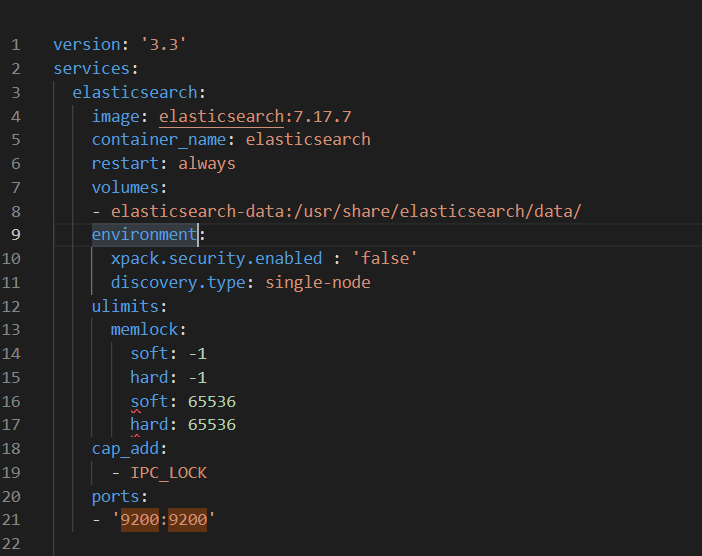 1 version: '3.3'
2 services:
3 elasticsearch:
4 image: elasticsearch:7.17.7
5 container_name: elasticsearch
6 restart: always
7 volumes:
8 - elasticsearch-data:/usr/share/elasticsearch/data/
9 environment:
10 xpack.security.enabled : 'false'
11 discovery.type: single-node
12 ulimits:
13 memlock:
14 soft: -1
15 hard: -1
16 soft: 65536
17 hard: 65536
18 cap_add:
19 - IPC_LOCK
20 ports:
21 - '9200:9200'
22